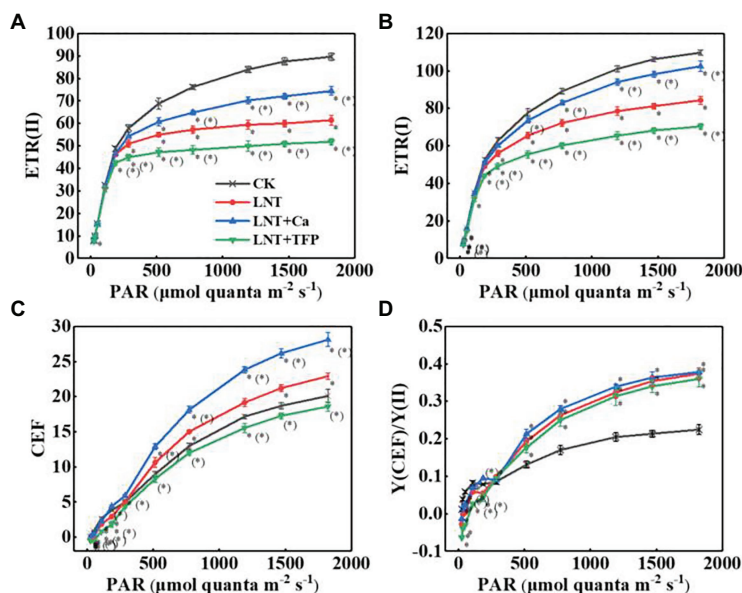 A
ETR(II)
100
90
80
70
60
50
40
30
20
10
0
CK
LNT
LNT+Ca
LNT+TFP
0 500 1000 1500 2000
PAR (μmol quanta m⁻² s⁻¹)
B
ETR(I)
120
100
80
60
40
20
0
0 500 1000 1500 2000
PAR (μmol quanta m⁻² s⁻¹)
C
CEF
30
25
20
15
10
5
0
0 500 1000 1500 2000
PAR (μmol quanta m⁻² s⁻¹)
D
Y(CEF)/Y(II)
0.5
0.4
0.3
0.2
0.1
0.0
-0.1
0 500 1000 1500 2000
PAR (μmol quanta m⁻² s⁻¹)